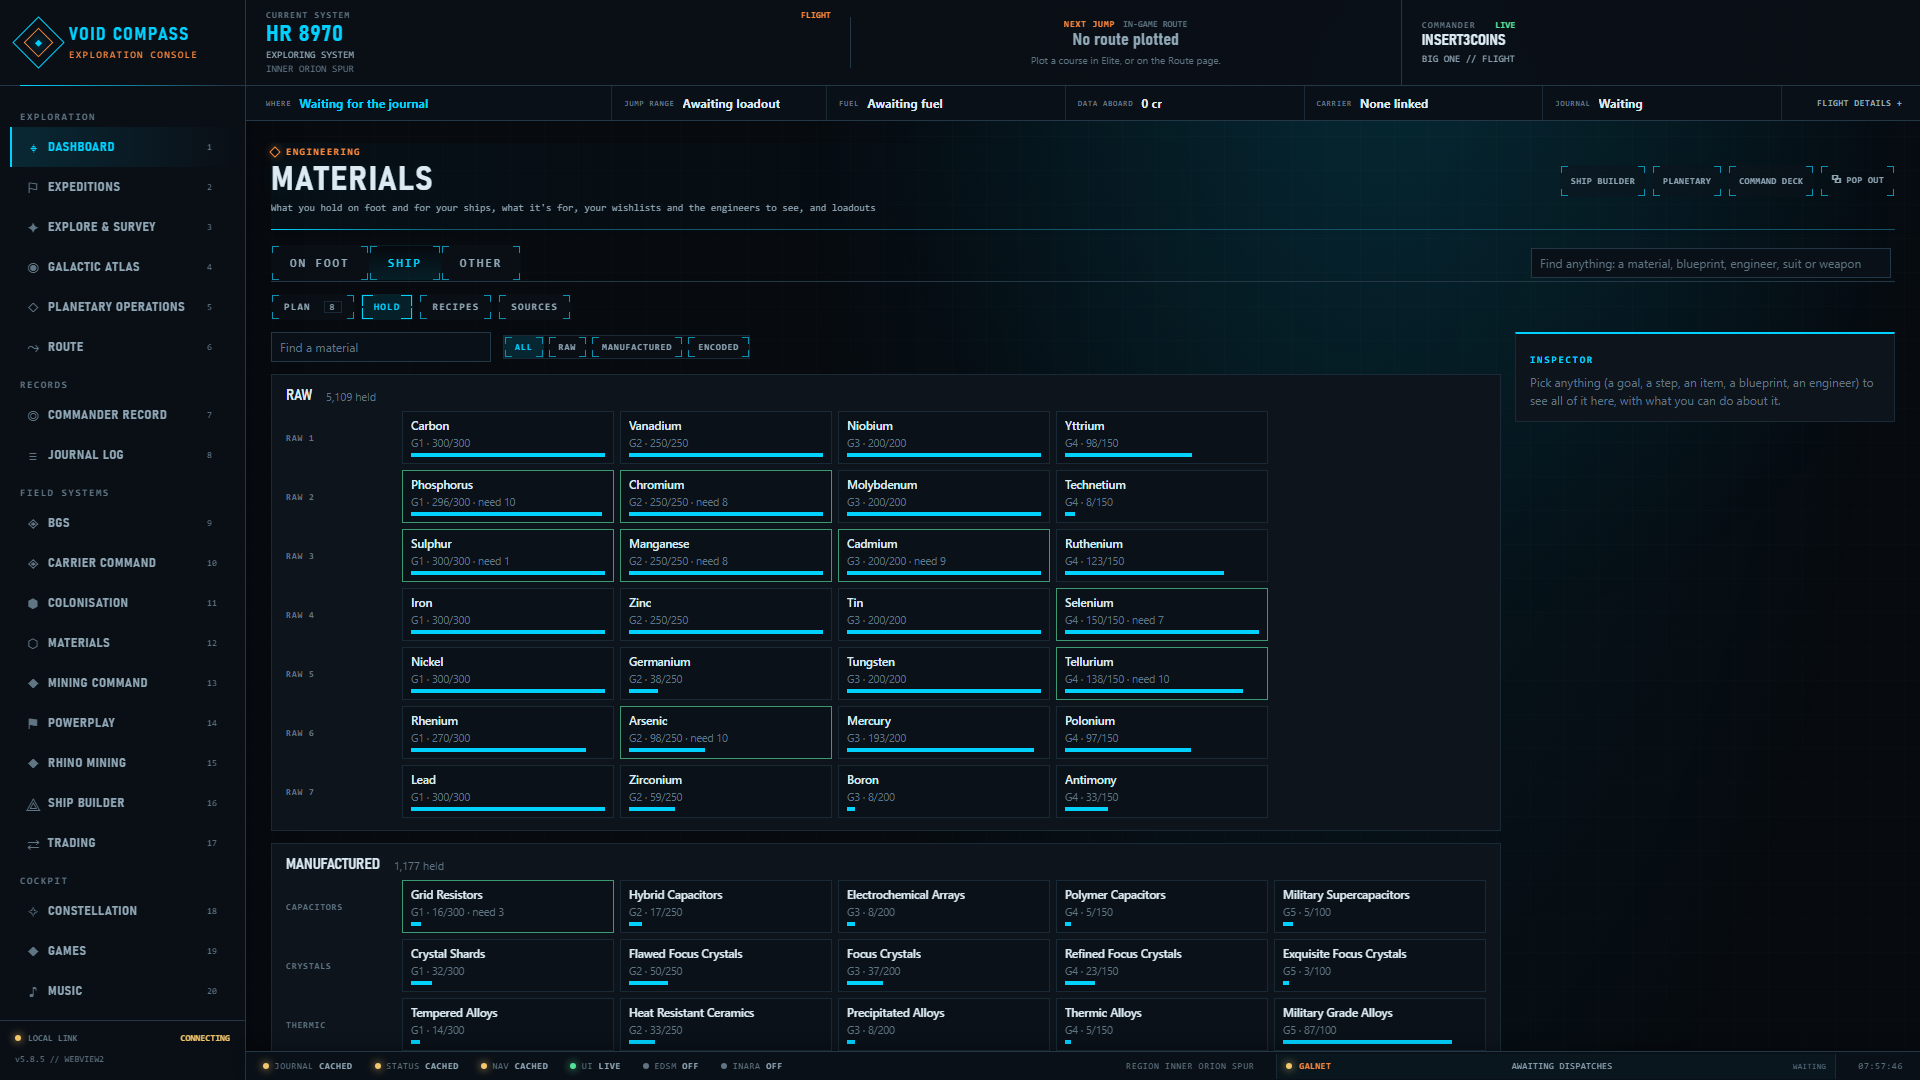 VOID COMPASS
EXPLORATION CONSOLE
CURRENT SYSTEM
HR 8970
EXPLORING SYSTEM
INNER ORION SPUR
FLIGHT
NEXT JUMP IN-GAME ROUTE
No route plotted
Plot a course in Elite, or on the Route page.
COMMANDER LIVE
INSERT3COINS
BIG ONE // FLIGHT
WHERE Waiting for the journal
JUMP RANGE Awaiting loadout
FUEL Awaiting fuel
DATA ABOARD 0 cr
CARRIER None linked
JOURNAL Waiting
FLIGHT DETAILS +
EXPLORATION
DASHBOARD 1
EXPEDITIONS 2
EXPLORE & SURVEY 3
GALACTIC ATLAS 4
PLANETARY OPERATIONS 5
ROUTE 6
RECORDS
COMMANDER RECORD 7
JOURNAL LOG 8
FIELD SYSTEMS
BGS 9
CARRIER COMMAND 10
COLONISATION 11
MATERIALS 12
MINING COMMAND 13
POWERPLAY 14
RHINO MINING 15
SHIP BUILDER 16
TRADING 17
COCKPIT
CONSTELLATION 18
GAMES 19
MUSIC 20
LOCAL LINK CONNECTING
v5.8.5 // WEBVIEW2
ENGINEERING
MATERIALS
What you hold on foot and for your ships, what it's for, your wishlists and the engineers to see, and loadouts
SHIP BUILDER
PLANETARY
COMMAND DECK
POP OUT
ON FOOT
SHIP
OTHER
Find anything: a material, blueprint, engineer, suit or weapon
PLAN 8
HOLD
RECIPES
SOURCES
Find a material
ALL
RAW
MANUFACTURED
ENCODED
INSPECTOR
Pick anything (a goal, a step, an item, a blueprint, an engineer) to
see all of it here, with what you can do about it.
RAW 5,109 held
RAW 1
Carbon
G1 · 300/300
Vanadium
G2 · 250/250
Niobium
G3 · 200/200
Yttrium
G4 · 98/150
RAW 2
Phosphorus
G1 · 296/300 · need 10
Chromium
G2 · 250/250 · need 8
Molybdenum
G3 · 200/200
Technetium
G4 · 8/150
RAW 3
Sulphur
G1 · 300/300 · need 1
Manganese
G2 · 250/250 · need 8
Cadmium
G3 · 200/200 · need 9
Ruthenium
G4 · 123/150
RAW 4
Iron
G1 · 300/300
Zinc
G2 · 250/250
Tin
G3 · 200/200
Selenium
G4 · 150/150 · need 7
RAW 5
Nickel
G1 · 300/300
Germanium
G2 · 38/250
Tungsten
G3 · 200/200
Tellurium
G4 · 138/150 · need 10
RAW 6
Rhenium
G1 · 270/300
Arsenic
G2 · 98/250 · need 10
Mercury
G3 · 193/200
Polonium
G4 · 97/150
RAW 7
Lead
G1 · 300/300
Zirconium
G2 · 59/250
Boron
G3 · 8/200
Antimony
G4 · 33/150
MANUFACTURED 1,177 held
CAPACITORS
Grid Resistors
G1 · 16/300 · need 3
Hybrid Capacitors
G2 · 17/250
Electrochemical Arrays
G3 · 8/200
Polymer Capacitors
G4 · 5/150
Military Supercapacitors
G5 · 5/100
CRYSTALS
Crystal Shards
G1 · 32/300
Flawed Focus Crystals
G2 · 50/250
Focus Crystals
G3 · 37/200
Refined Focus Crystals
G4 · 23/150
Exquisite Focus Crystals
G5 · 3/100
THERMIC
Tempered Alloys
G1 · 14/300
Heat Resistant Ceramics
G2 · 33/250
Precipitated Alloys
G3 · 8/200
Thermic Alloys
G4 · 5/150
Military Grade Alloys
G5 · 87/100
JOURNAL CACHED
STATUS CACHED
NAV CACHED
UI LIVE
EDSM OFF
INARA OFF
REGION INNER ORION SPUR
GALNET
AWAITING DISPATCHES
WAITING
07:57:46